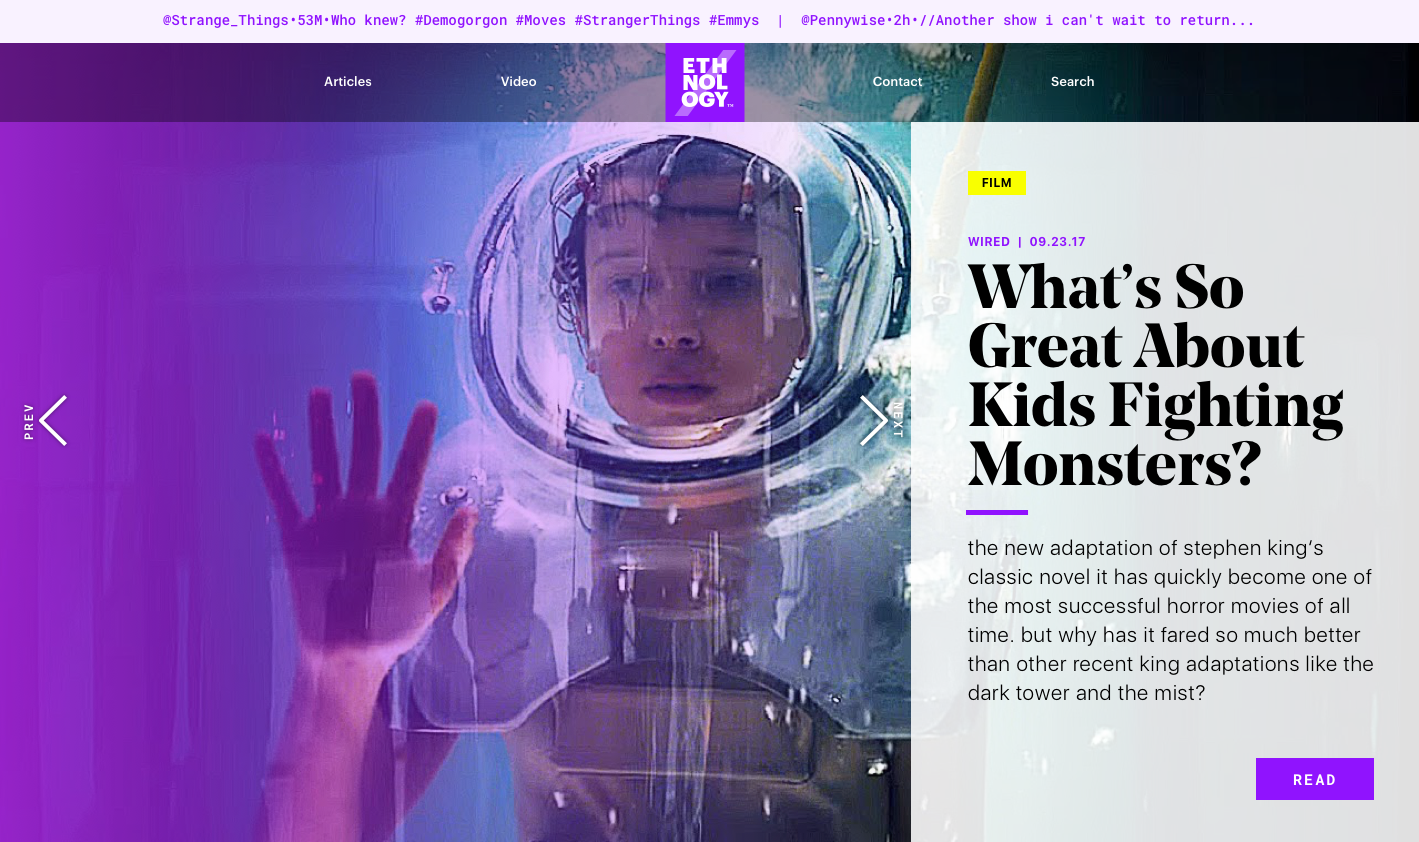 @Strange_Things•53M•Who knew? #Demogorgon #Moves #StrangerThings #Emmys | @Pennywise•2h•//Another show i can't wait to return...
Articles
Video
ETH
NOL
OGY™
Contact
Search
FILM
WIRED | 09.23.17
What’s So
Great About
Kids Fighting
Monsters?
PREV
NEXT
the new adaptation of stephen king’s
classic novel it has quickly become one of
the most successful horror movies of all
time. but why has it fared so much better
than other recent king adaptations like the
dark tower and the mist?
READ